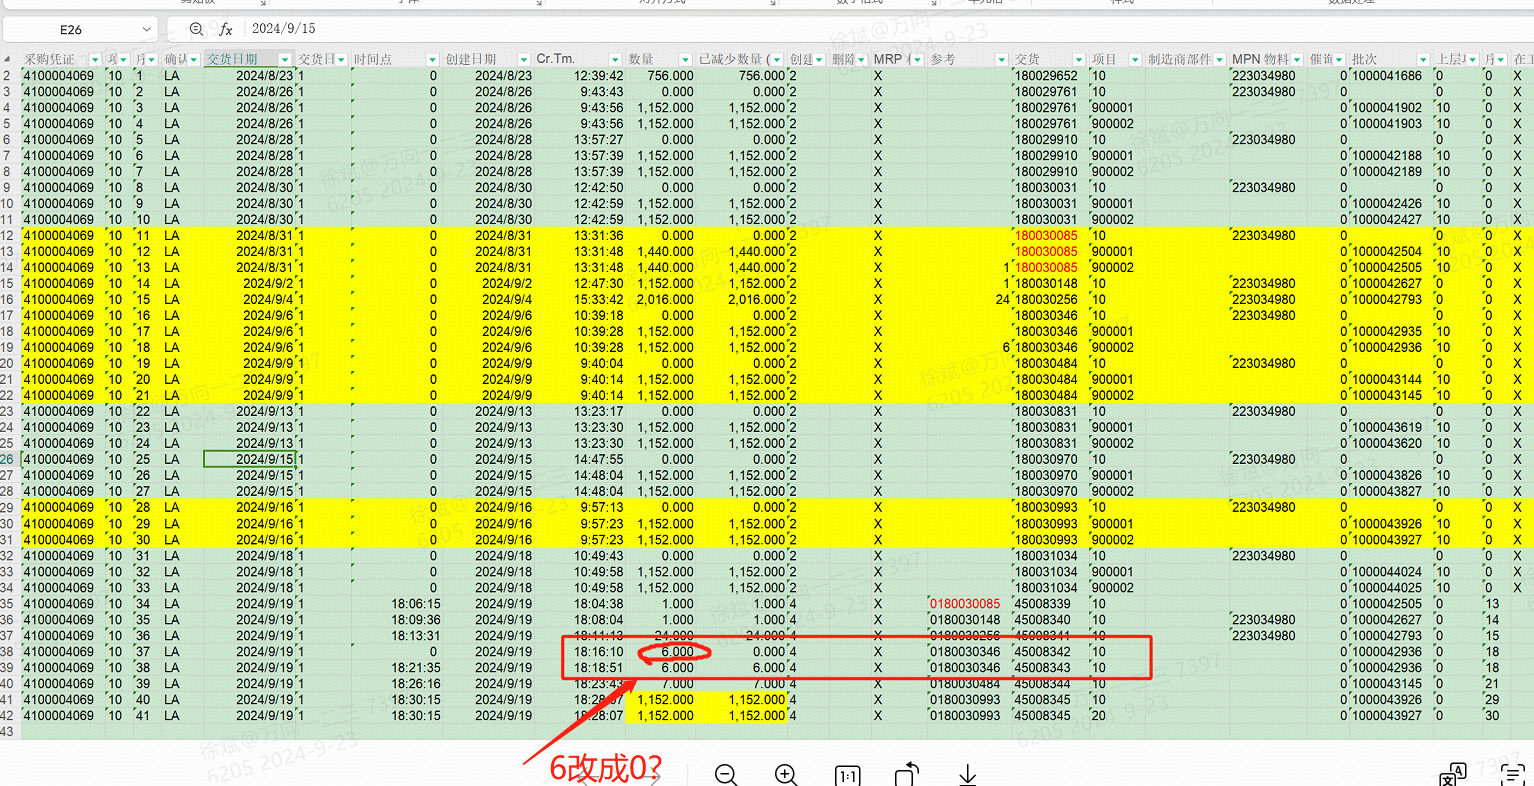 E26 fx 2024/9/15
采购凭证 确认 交货日期 交货日 时间点 创建日期 Cr.Tm. 数量 已减少数量 ( 创建 删除 MRP 参考 交货 项目 制造商部件 MPN 物料 催询 批次 上层 在工
2 4100004069 10 1 LA 2024/8/23 1 0 2024/8/23 12:39:42 756.000 756.000 2 X 180029652 10 223034980 0 1000041686 0 0 X
3 4100004069 10 2 LA 2024/8/26 1 0 2024/8/26 9:43:43 0.000 0.000 2 X 180029761 10 223034980 0 0 0 X
4 4100004069 10 3 LA 2024/8/26 1 0 2024/8/26 9:43:56 1,152.000 1,152.000 2 X 180029761 900001 0 1000041902 10 0 X
5 4100004069 10 4 LA 2024/8/26 1 0 2024/8/26 9:43:56 1,152.000 1,152.000 2 X 180029761 900002 0 1000041903 10 0 X
6 4100004069 10 5 LA 2024/8/28 1 0 2024/8/28 13:57:27 0.000 0.000 2 X 180029910 10 223034980 0 0 0 X
7 4100004069 10 6 LA 2024/8/28 1 0 2024/8/28 13:57:39 1,152.000 1,152.000 2 X 180029910 900001 0 1000042188 10 0 X
8 4100004069 10 7 LA 2024/8/28 1 0 2024/8/28 13:57:39 1,152.000 1,152.000 2 X 180029910 900002 0 1000042189 10 0 X
9 4100004069 10 8 LA 2024/8/30 1 0 2024/8/30 12:42:50 0.000 0.000 2 X 180030031 10 223034980 0 0 0 X
10 4100004069 10 9 LA 2024/8/30 1 0 2024/8/30 12:42:59 1,152.000 1,152.000 2 X 180030031 900001 0 1000042426 10 0 X
11 4100004069 10 10 LA 2024/8/30 1 0 2024/8/30 12:42:59 1,152.000 1,152.000 2 X 180030031 900002 0 1000042427 10 0 X
12 4100004069 10 11 LA 2024/8/31 1 0 2024/8/31 13:31:36 0.000 0.000 2 X 180030085 10 223034980 0 0 0 X
13 4100004069 10 12 LA 2024/8/31 1 0 2024/8/31 13:31:48 1,440.000 1,440.000 2 X 180030085 900001 0 1000042504 10 0 X
14 4100004069 10 13 LA 2024/8/31 1 0 2024/8/31 13:31:48 1,440.000 1,440.000 2 X 1 180030085 900002 0 1000042505 10 0 X
15 4100004069 10 14 LA 2024/9/2 1 0 2024/9/2 12:47:30 1,152.000 1,152.000 2 X 1 180030148 10 223034980 0 1000042627 0 0 X
16 4100004069 10 15 LA 2024/9/4 1 0 2024/9/4 15:33:42 2,016.000 2,016.000 2 X 24 180030256 10 223034980 0 1000042793 0 0 X
17 4100004069 10 16 LA 2024/9/6 1 0 2024/9/6 10:39:18 0.000 0.000 2 X 180030346 10 223034980 0 0 0 X
18 4100004069 10 17 LA 2024/9/6 1 0 2024/9/6 10:39:28 1,152.000 1,152.000 2 X 180030346 900001 0 1000042935 10 0 X
19 4100004069 10 18 LA 2024/9/6 1 0 2024/9/6 10:39:28 1,152.000 1,152.000 2 X 6 180030346 900002 0 1000042936 10 0 X
20 4100004069 10 19 LA 2024/9/9 1 0 2024/9/9 9:40:04 0.000 0.000 2 X 180030484 10 223034980 0 0 0 X
21 4100004069 10 20 LA 2024/9/9 1 0 2024/9/9 9:40:14 1,152.000 1,152.000 2 X 180030484 900001 0 1000043144 10 0 X
22 4100004069 10 21 LA 2024/9/9 1 0 2024/9/9 9:40:14 1,152.000 1,152.000 2 X 180030484 900002 0 1000043145 10 0 X
23 4100004069 10 22 LA 2024/9/13 1 0 2024/9/13 13:23:17 0.000 0.000 2 X 180030831 10 223034980 0 0 0 X
24 4100004069 10 23 LA 2024/9/13 1 0 2024/9/13 13:23:30 1,152.000 1,152.000 2 X 180030831 900001 0 1000043619 10 0 X
25 4100004069 10 24 LA 2024/9/13 1 0 2024/9/13 13:23:30 1,152.000 1,152.000 2 X 180030831 900002 0 1000043620 10 0 X
26 4100004069 10 25 LA 2024/9/15 1 0 2024/9/15 14:47:55 0.000 0.000 2 X 180030970 10 223034980 0 0 0 X
27 4100004069 10 26 LA 2024/9/15 1 0 2024/9/15 14:48:04 1,152.000 1,152.000 2 X 180030970 900001 0 1000043826 10 0 X
28 4100004069 10 27 LA 2024/9/15 1 0 2024/9/15 14:48:04 1,152.000 1,152.000 2 X 180030970 900002 0 1000043827 10 0 X
29 4100004069 10 28 LA 2024/9/16 1 0 2024/9/16 9:57:13 0.000 0.000 2 X 180030993 10 223034980 0 0 0 X
30 4100004069 10 29 LA 2024/9/16 1 0 2024/9/16 9:57:23 1,152.000 1,152.000 2 X 180030993 900001 0 1000043926 10 0 X
31 4100004069 10 30 LA 2024/9/16 1 0 2024/9/16 9:57:23 1,152.000 1,152.000 2 X 180030993 900002 0 1000043927 10 0 X
32 4100004069 10 31 LA 2024/9/18 1 0 2024/9/18 10:49:43 0.000 0.000 2 X 180031034 10 223034980 0 0 0 X
33 4100004069 10 32 LA 2024/9/18 1 0 2024/9/18 10:49:58 1,152.000 1,152.000 2 X 180031034 900001 0 1000044024 10 0 X
34 4100004069 10 33 LA 2024/9/18 1 0 2024/9/18 10:49:58 1,152.000 1,152.000 2 X 180031034 900002 0 1000044025 10 0 X
35 4100004069 10 34 LA 2024/9/19 1 18:06:15 2024/9/19 18:04:38 1.000 1.000 4 X 0180030085 45008339 10 0 1000042505 0 13
36 4100004069 10 35 LA 2024/9/19 1 18:09:36 2024/9/19 18:08:04 1.000 1.000 4 X 0180030148 45008340 10 223034980 0 1000042627 0 14
37 4100004069 10 36 LA 2024/9/19 1 18:13:31 2024/9/19 18:11:13 24.000 24.000 4 X 0180030256 45008341 10 223034980 0 1000042793 0 15
38 4100004069 10 37 LA 2024/9/19 1 0 2024/9/19 18:16:10 6.000 0.000 4 X 0180030346 45008342 10 0 1000042936 0 18
39 4100004069 10 38 LA 2024/9/19 1 18:21:35 2024/9/19 18:18:51 6.000 6.000 4 X 0180030346 45008343 10 0 1000042936 0 18
40 4100004069 10 39 LA 2024/9/19 1 18:26:16 2024/9/19 18:23:43 7.000 7.000 4 X 0180030484 45008344 10 0 1000043145 0 21
41 4100004069 10 40 LA 2024/9/19 1 18:30:15 2024/9/19 18:28:07 1,152.000 1,152.000 4 X 0180030993 45008345 10 0 1000043926 0 29
42 4100004069 10 41 LA 2024/9/19 1 18:30:15 2024/9/19 18:28:07 1,152.000 1,152.000 4 X 0180030993 45008345 20 0 1000043927 0 30
43
6改成0?
1:1